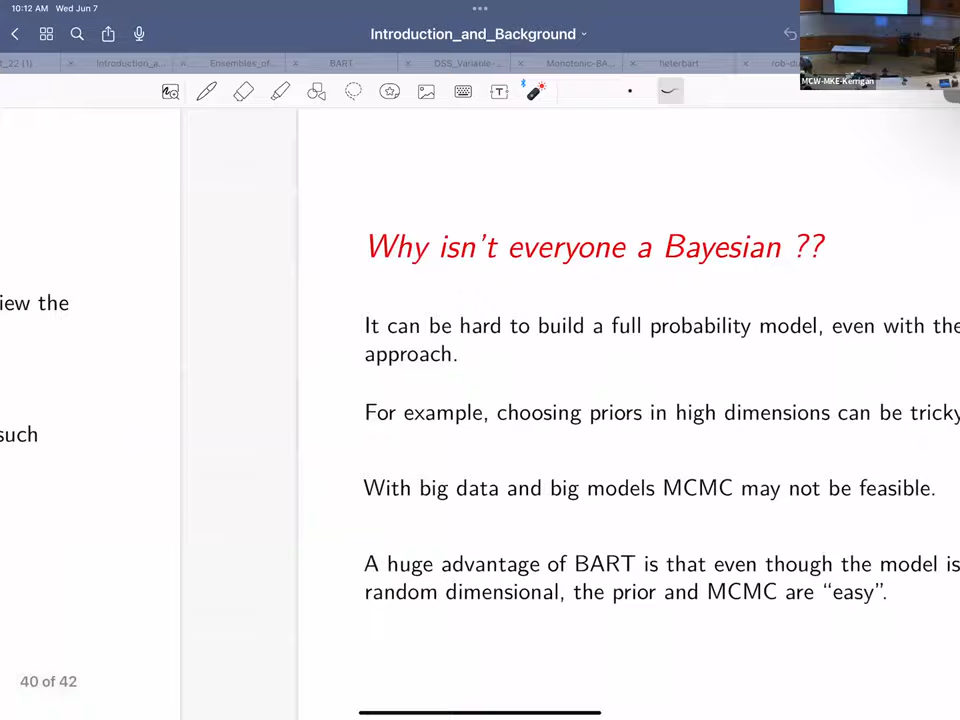 10:12 AM Wed Jun 7
Introduction_and_Background
_22 (1)
Introduction_a...
Ensembles_of...
BART
DSS_Variable-...
Monotonic-BA...
heterbart
rob-du
MCW-MKE-Kerrigan
T
Why isn't everyone a Bayesian ??
iew the
It can be hard to build a full probability model, even with the
approach.
For example, choosing priors in high dimensions can be tricky
such
With big data and big models MCMC may not be feasible.
A huge advantage of BART is that even though the model is
random dimensional, the prior and MCMC are “easy”.
40 of 42